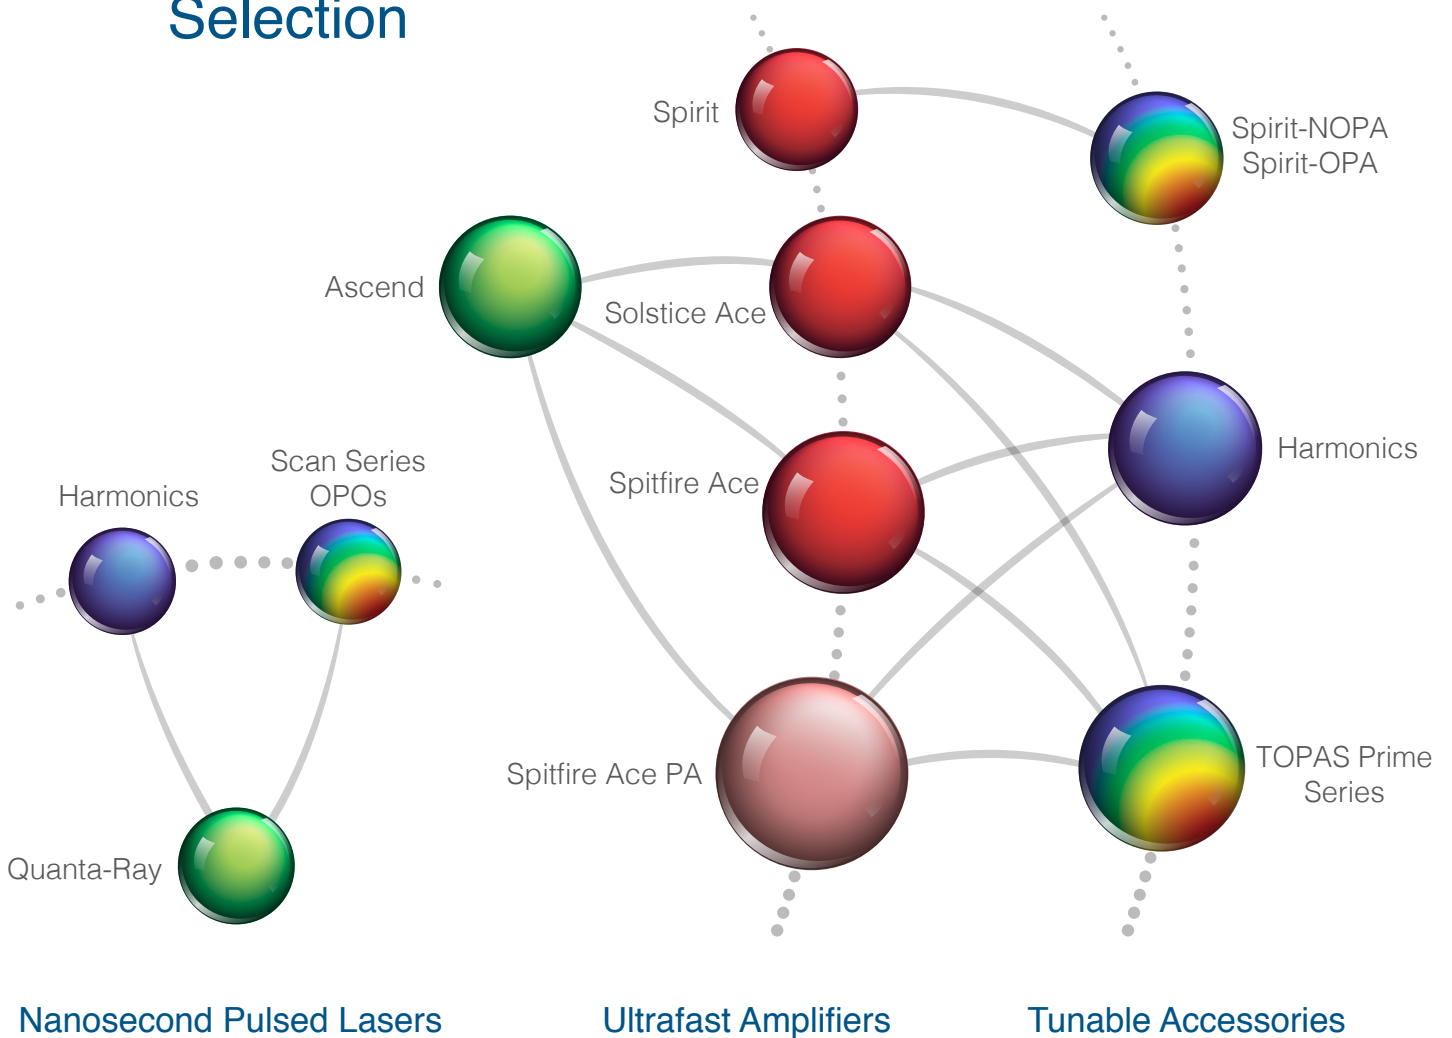 Selection
Spirit
Spirit-NOPA
Spirit-OPA
Ascend
Solstice Ace
Harmonics
Scan Series
OPOs
Spitfire Ace
Harmonics
Spitfire Ace PA
TOPAS Prime
Series
Quanta-Ray
Nanosecond Pulsed Lasers
Ultrafast Amplifiers
Tunable Accessories